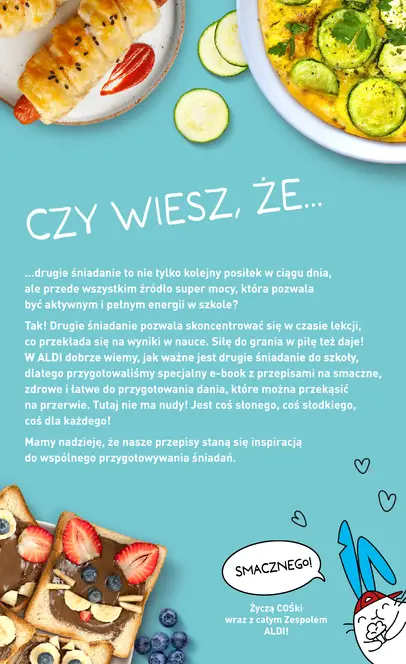 CZY WIESZ, ŻE...
...drugie śniadanie to nie tylko kolejny posiłek w ciągu dnia,
ale przede wszystkim źródło super mocy, która pozwala
być aktywnym i pełnym energii w szkole?
Tak! Drugie śniadanie pozwala skoncentrować się w czasie lekcji,
co przekłada się na wyniki w nauce. Siłę do grania w piłę też daje!
W ALDI dobrze wiemy, jak ważne jest drugie śniadanie do szkoły,
dlatego przygotowaliśmy specjalny e-book z przepisami na smaczne,
zdrowe i łatwe do przygotowania dania, które można przekąsić
na przerwie. Tutaj nie ma nudy! Jest coś słonego, coś słodkiego,
coś dla każdego!
Mamy nadzieję, że nasze przepisy staną się inspiracją
do wspólnego przygotowywania śniadań.
SMACZNEGO!
Życzą COŚki
wraz z całym Zespołem
ALDI!